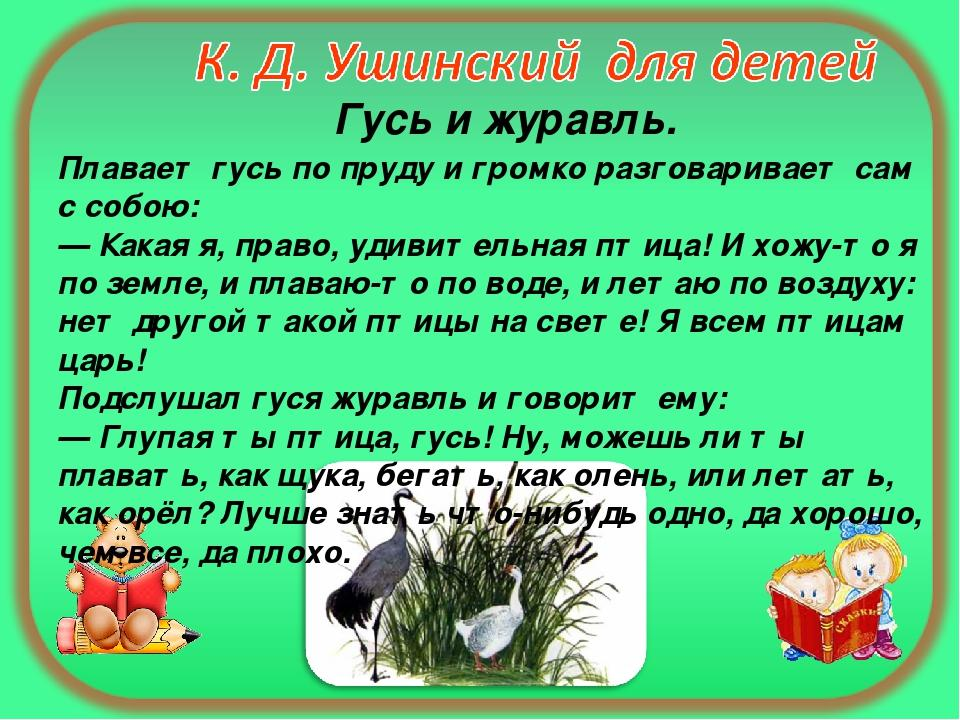 К. Д. Ушинский для детей
Гусь и журавль.
Плавает гусь по пруду и громко разговаривает сам
с собою:
— Какая я, право, удивительная птица! И хожу-то я
по земле, и плаваю-то по воде, и летаю по воздуху:
нет другой такой птицы на свете! Я всем птицам
царь!
Подслушал гуся журавль и говорит ему:
— Глупая ты птица, гусь! Ну, можешь ли ты
плавать, как щука, бегать, как олень, или летать,
как орёл? Лучше знать что-нибудь одно, да хорошо,
чем все, да плохо.
Сказки